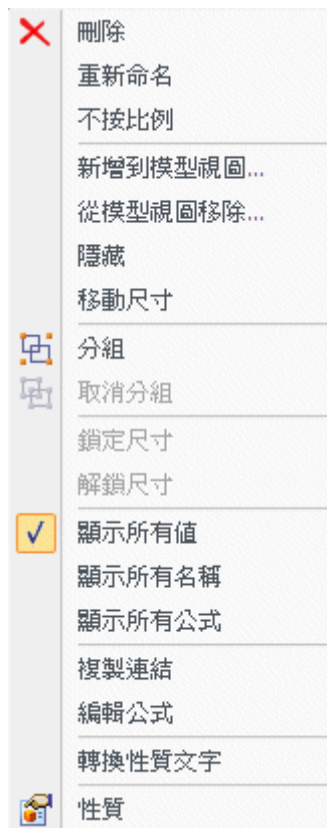 刪除
重新命名
不按比例
新增到模型視圖...
從模型視圖移除...
隱藏
移動尺寸
分組
取消分組
鎖定尺寸
解鎖尺寸
顯示所有值
顯示所有名稱
顯示所有公式
複製連結
編輯公式
轉換性質文字
性質